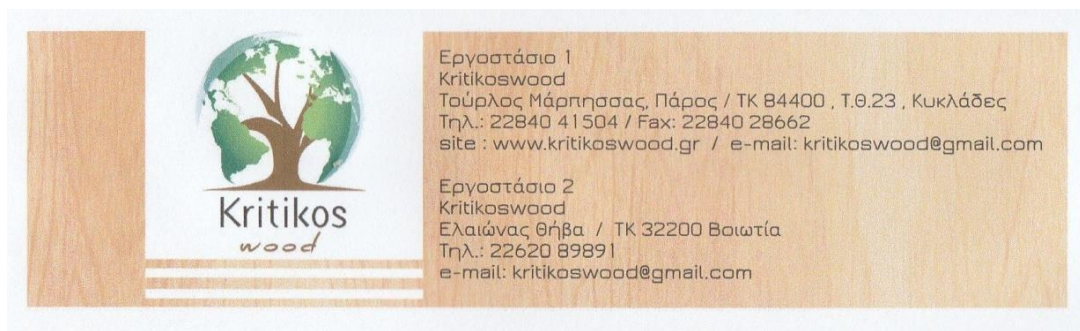 Kritikos
wood
Εργοστάσιο 1
Kritikoswood
Τούρλος Μάρπησσας, Πάρος / ΤΚ 84400 , Τ.Θ.23 , Κυκλάδες
Τηλ.: 22840 41504 / Fax: 22840 28662
site : www.kritikoswood.gr / e-mail: kritikoswood@gmail.com
Εργοστάσιο 2
Kritikoswood
Ελαιώνας Θήβα / ΤΚ 32200 Βοιωτία
Τηλ.: 22620 89891
e-mail: kritikoswood@gmail.com